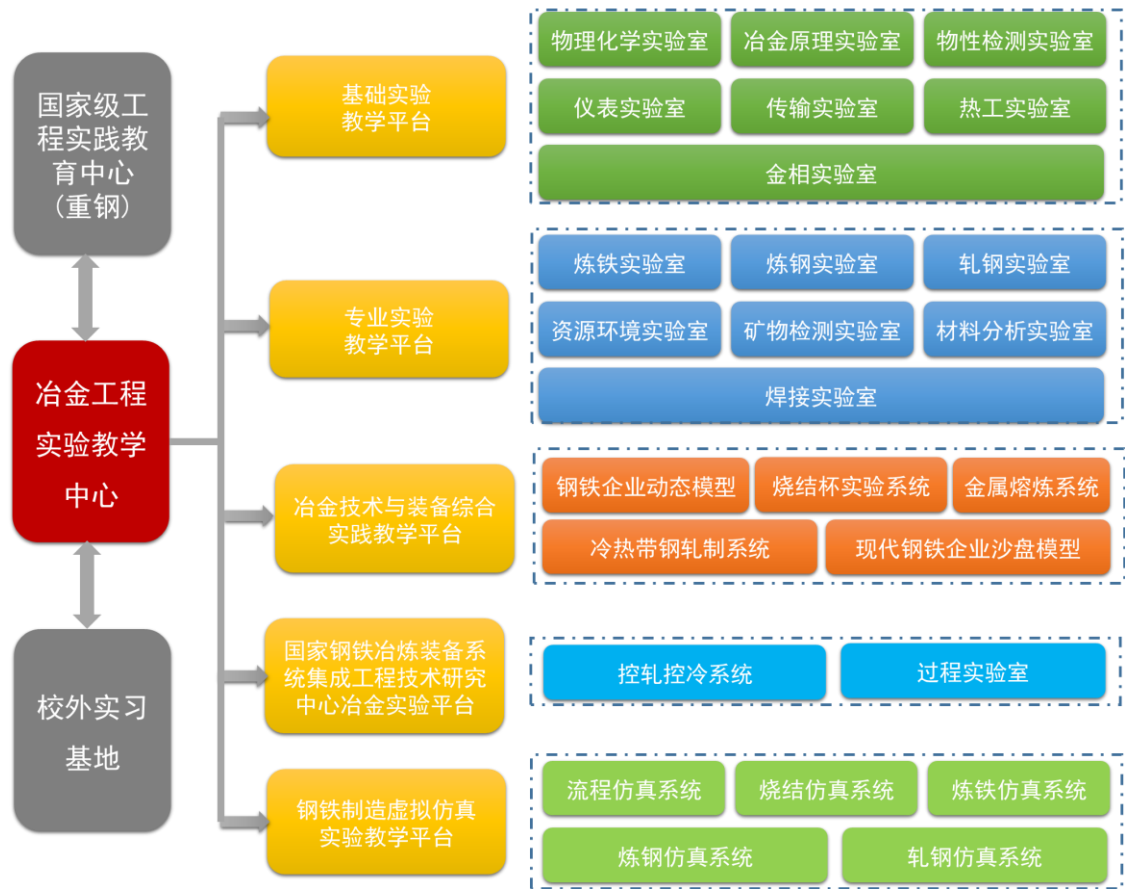 国家级工
程实践教
育中心
(重钢)
冶金工程
实验教学
中心
校外实习
基地
基础实验
教学平台
物理化学实验室
冶金原理实验室
物性检测实验室
仪表实验室
传输实验室
热工实验室
金相实验室
专业实验
教学平台
炼铁实验室
炼钢实验室
轧钢实验室
资源环境实验室
矿物检测实验室
材料分析实验室
焊接实验室
冶金技术与装备综合
实践教学平台
钢铁企业动态模型
烧结杯实验系统
金属熔炼系统
冷热带钢轧制系统
现代钢铁企业沙盘模型
国家钢铁冶炼装备系
统集成工程技术研究
中心冶金实验平台
控轧控冷系统
过程实验室
钢铁制造虚拟仿真
实验教学平台
流程仿真系统
烧结仿真系统
炼铁仿真系统
炼钢仿真系统
轧钢仿真系统